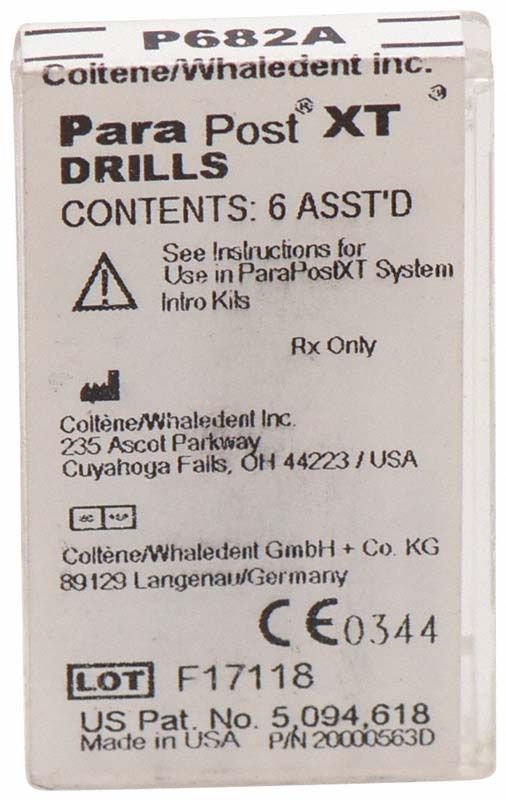 P682A
Coltene/Whaledent Inc.
Para Post® XT ®
DRILLS
CONTENTS: 6 ASST'D
See Instructions for
Use in ParaPostXT System
Intro Kits
Rx Only
Coltène/Whaledent Inc.
235 Ascot Parkway
Cuyahoga Falls, OH 44223 / USA
Coltène/Whaledent GmbH + Co. KG
89129 Langenau/Germany
CE0344
LOT F17118
US Pat. No. 5,094,618
Made in USA P/N 20000563D